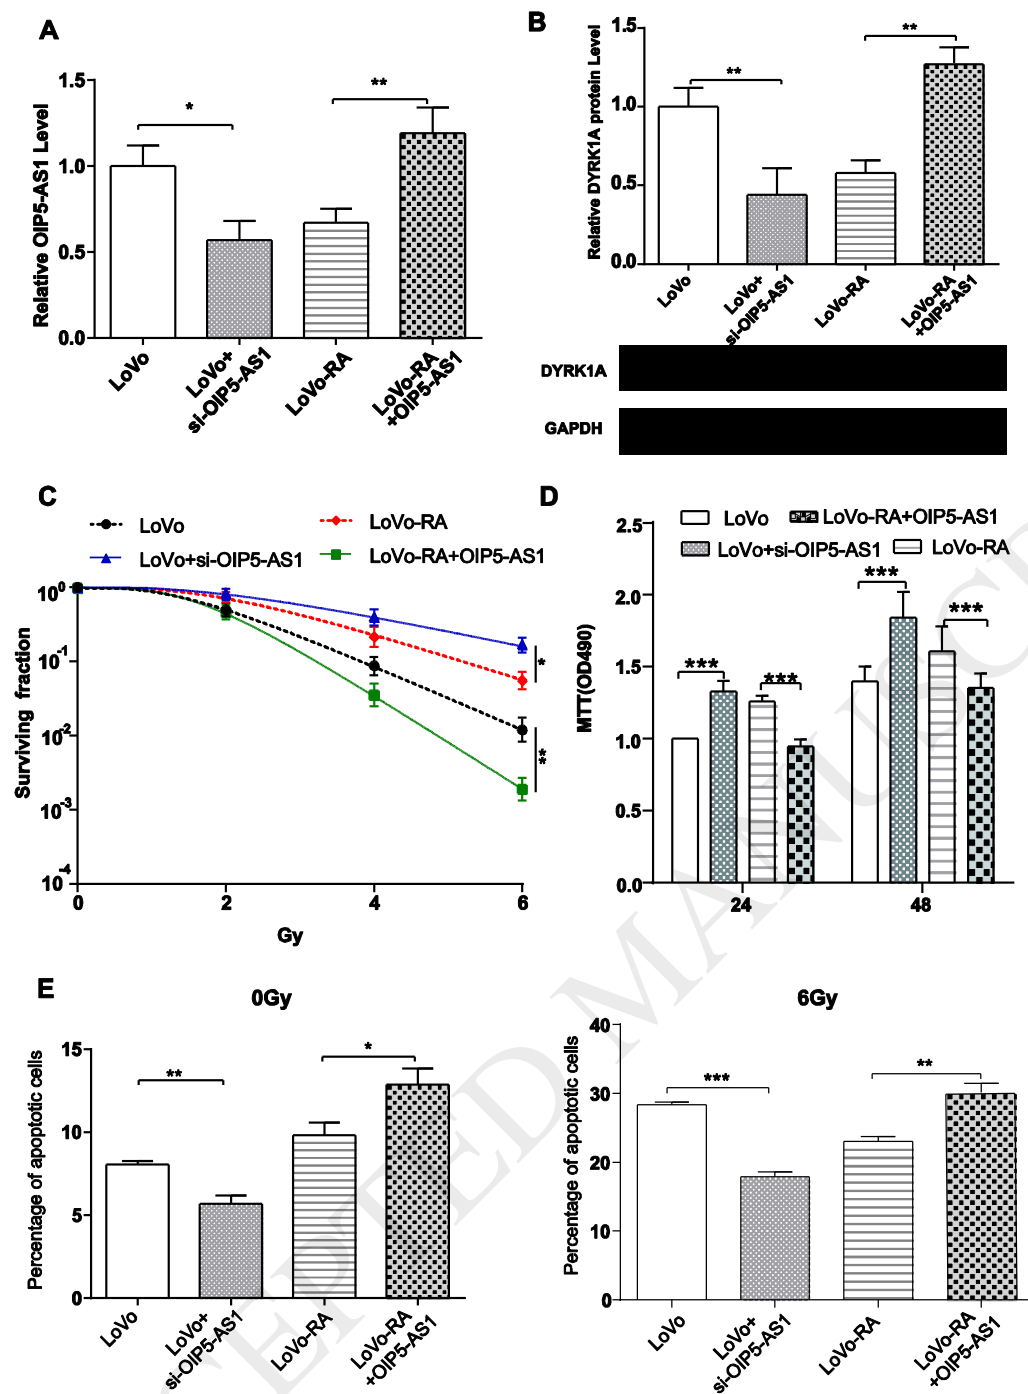 A
Relative OIP5-AS1 Level
1.5
1.0
0.5
0.0
*
**
LoVo
LoVo+
si-OIP5-AS1
LoVo-RA
LoVo-RA
+OIP5-AS1
B
Relative DYRK1A protein Level
1.5
1.0
0.5
0.0
**
**
LoVo
LoVo+
si-OIP5-AS1
LoVo-RA
LoVo-RA
+OIP5-AS1
DYRK1A
GAPDH
C
LoVo
LoVo-RA
LoVo+si-OIP5-AS1
LoVo-RA+OIP5-AS1
Surviving fraction
10^0
10^-1
10^-2
10^-3
10^-4
0
2
4
6
Gy
*
**
D
LoVo
LoVo-RA+OIP5-AS1
LoVo+si-OIP5-AS1
LoVo-RA
MTT(OD490)
2.5
2.0
1.5
1.0
0.5
0.0
***
***
***
***
24
48
E
0Gy
Percentage of apoptotic cells
15
10
5
0
**
*
LoVo
LoVo+
si-OIP5-AS1
LoVo-RA
LoVo-RA
+OIP5-AS1
6Gy
Percentage of apoptotic cells
40
30
20
10
0
***
**
LoVo
LoVo+
si-OIP5-AS1
LoVo-RA
LoVo-RA
+OIP5-AS1